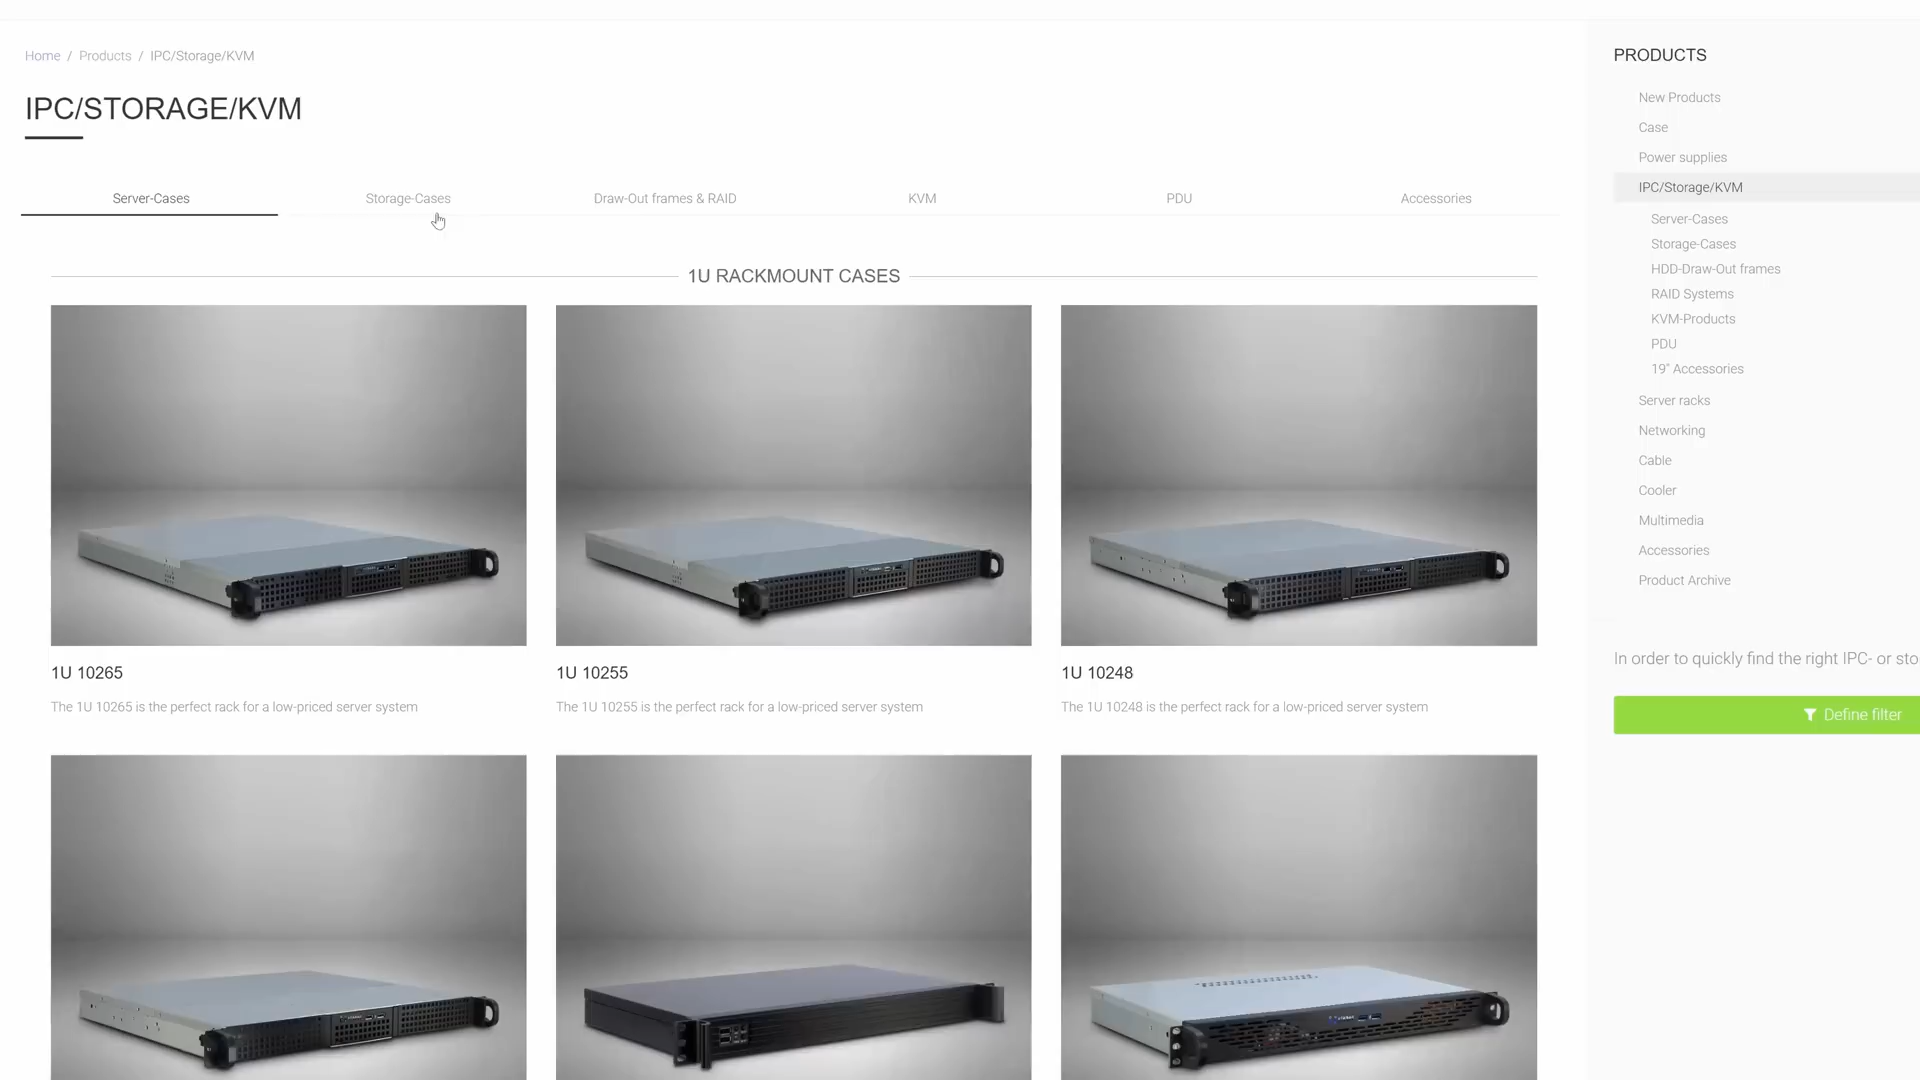 Home / Products / IPC/Storage/KVM
IPC/STORAGE/KVM
Server-Cases
Storage-Cases
Draw-Out frames & RAID
KVM
PDU
Accessories
1U RACKMOUNT CASES
1U 10265
The 1U 10265 is the perfect rack for a low-priced server system
1U 10255
The 1U 10255 is the perfect rack for a low-priced server system
1U 10248
The 1U 10248 is the perfect rack for a low-priced server system
PRODUCTS
New Products
Case
Power supplies
IPC/Storage/KVM
Server-Cases
Storage-Cases
HDD-Draw-Out frames
RAID Systems
KVM-Products
PDU
19" Accessories
Server racks
Networking
Cable
Cooler
Multimedia
Accessories
Product Archive
In order to quickly find the right IPC- or sto
Define filter